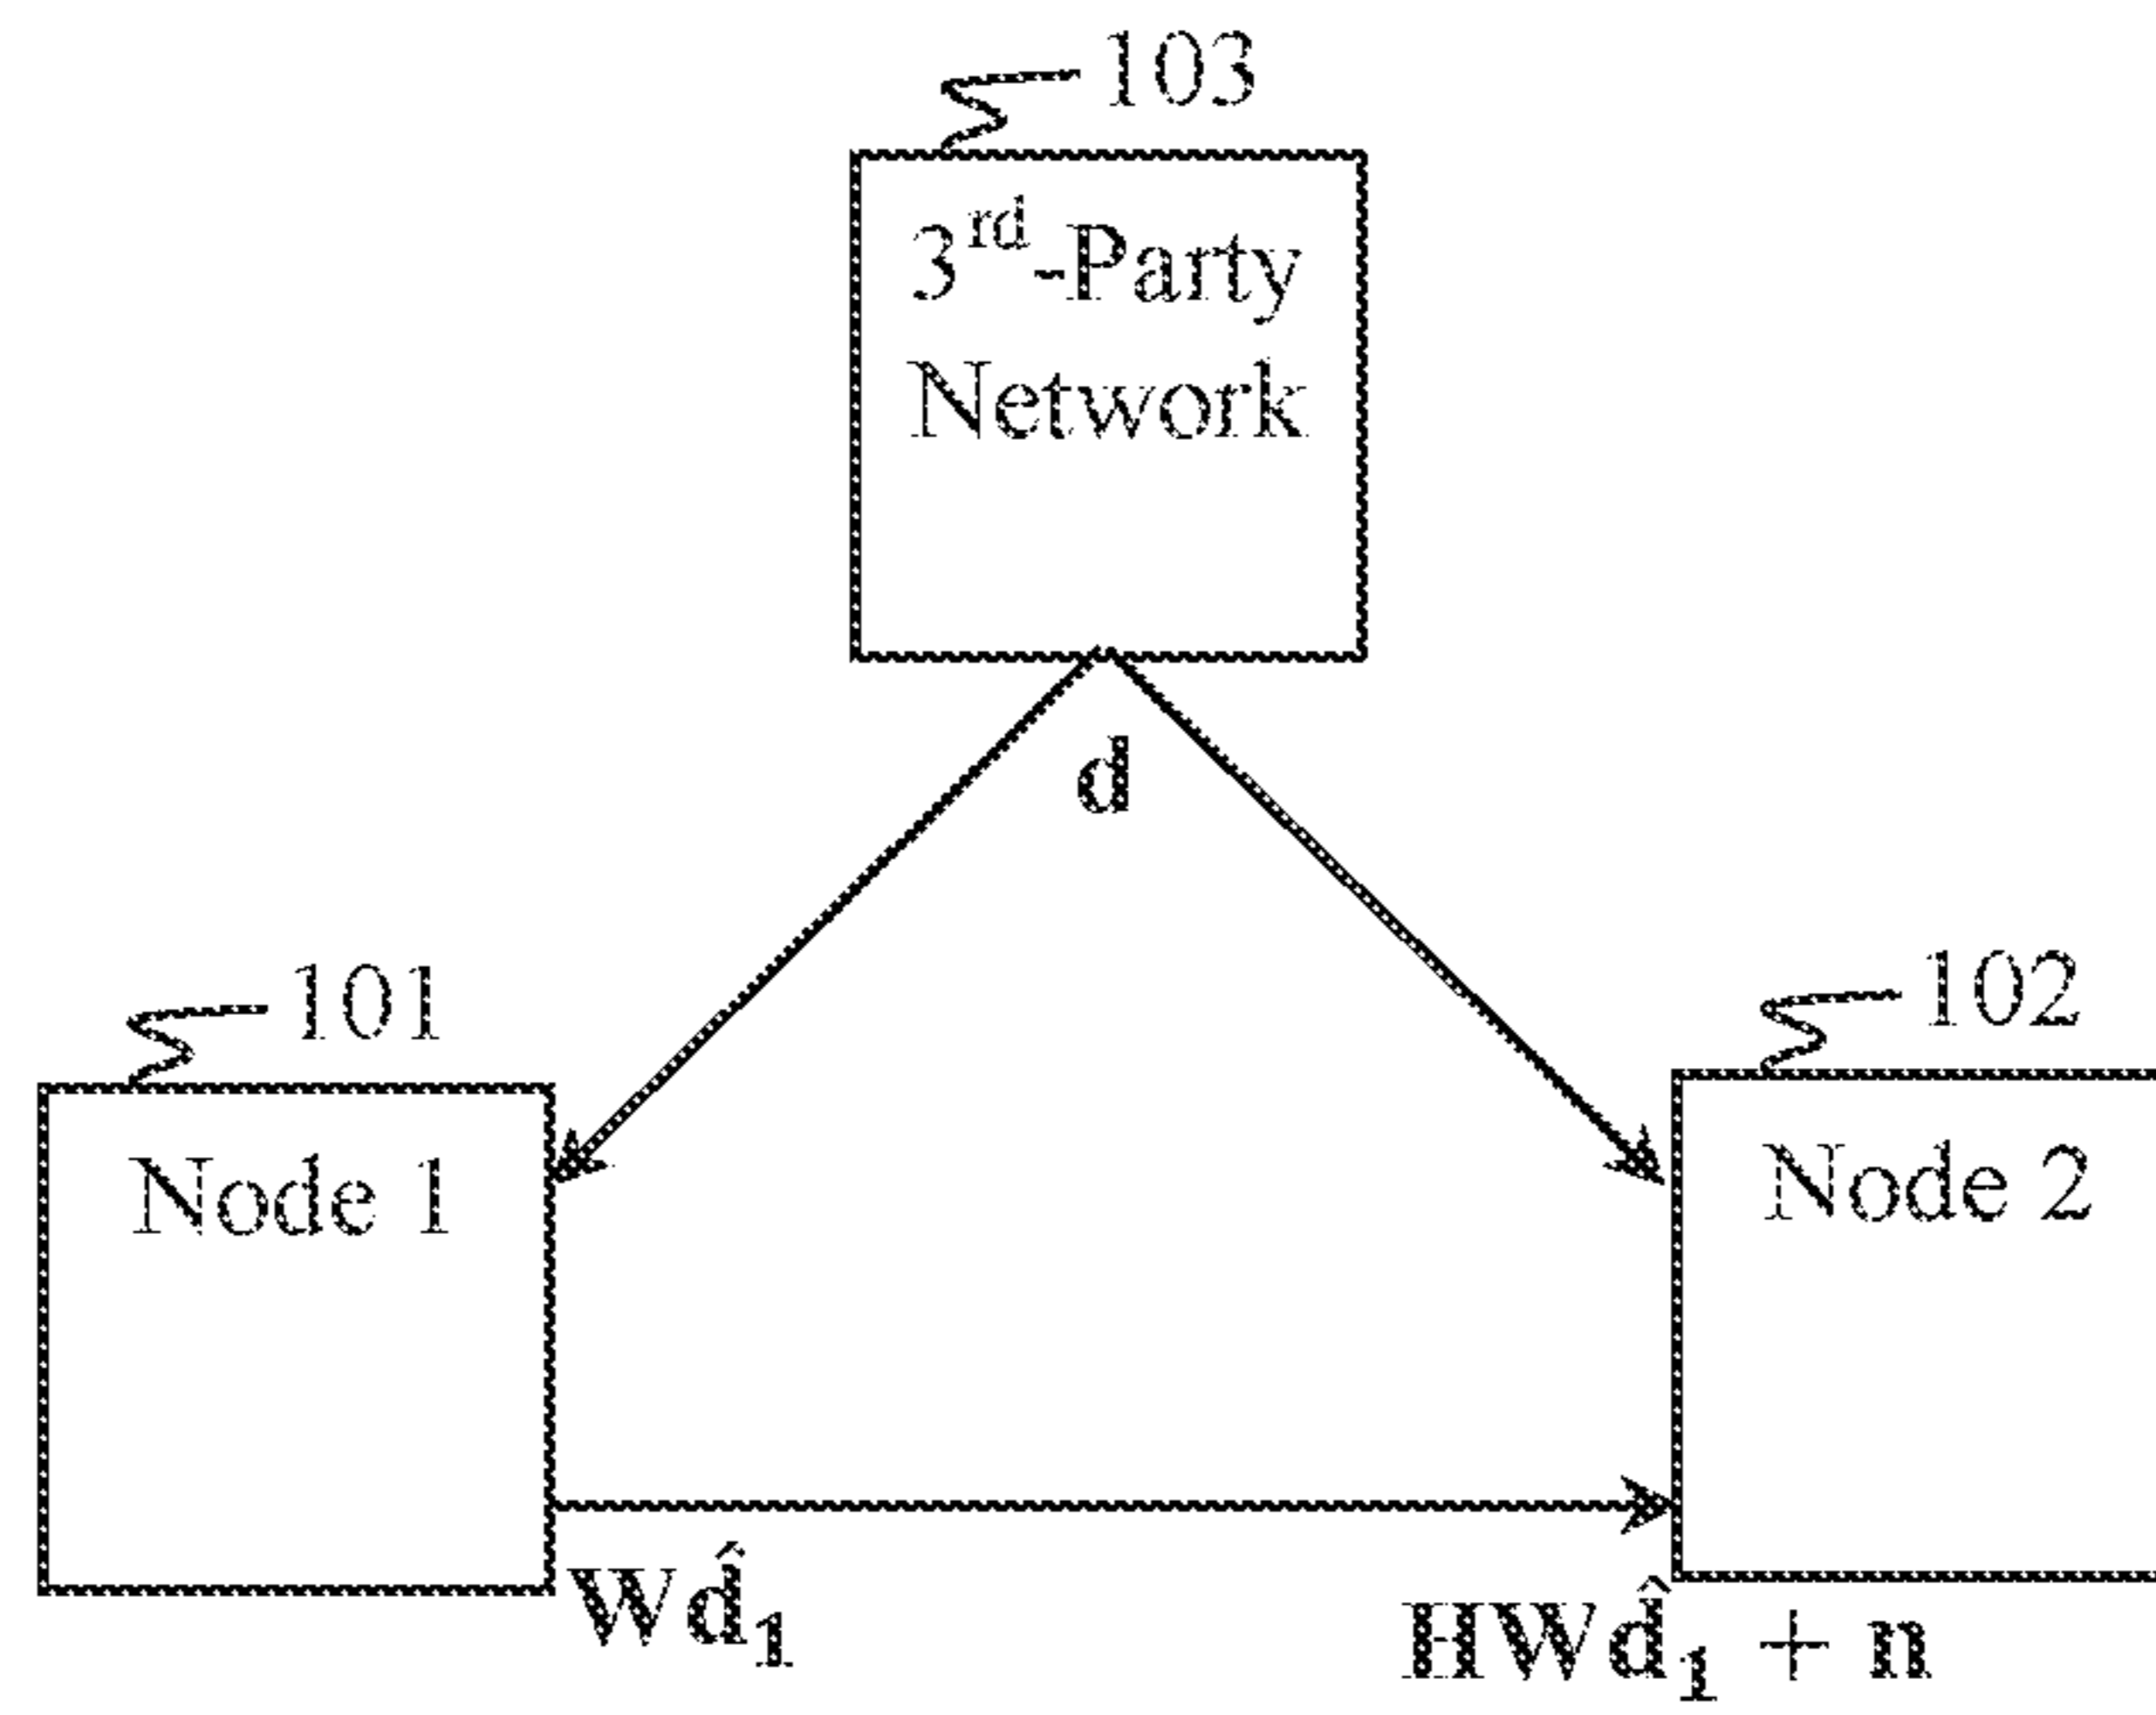 103
3rd-Party
Network
d
101
102
Node 1
Node 2
Wd̂₁
HWd̂₁ + n